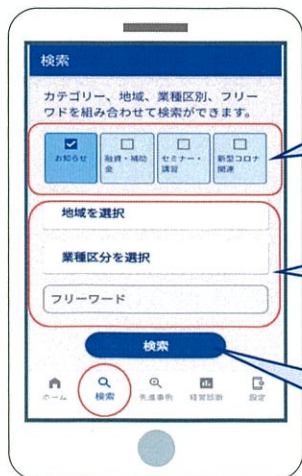 検索
カテゴリー、地域、業種区別、フリー
ワドを組み合わせて検索ができます。
お知らせ
融資・補助
金
セミナー・
講習
新型コロナ
関連
地域を選択
業種区分を選択
フリーワード
検索
ホーム
検索
先進事例
経営診断
設定